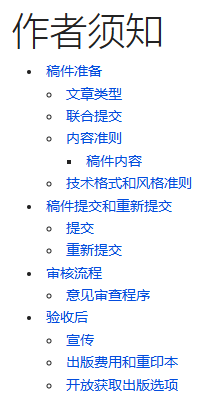 作者须知
稿件准备
文章类型
联合提交
内容准则
稿件内容
技术格式和风格准则
稿件提交和重新提交
提交
重新提交
审核流程
意见审查程序
验收后
宣传
出版费用和重印本
开放获取出版选项